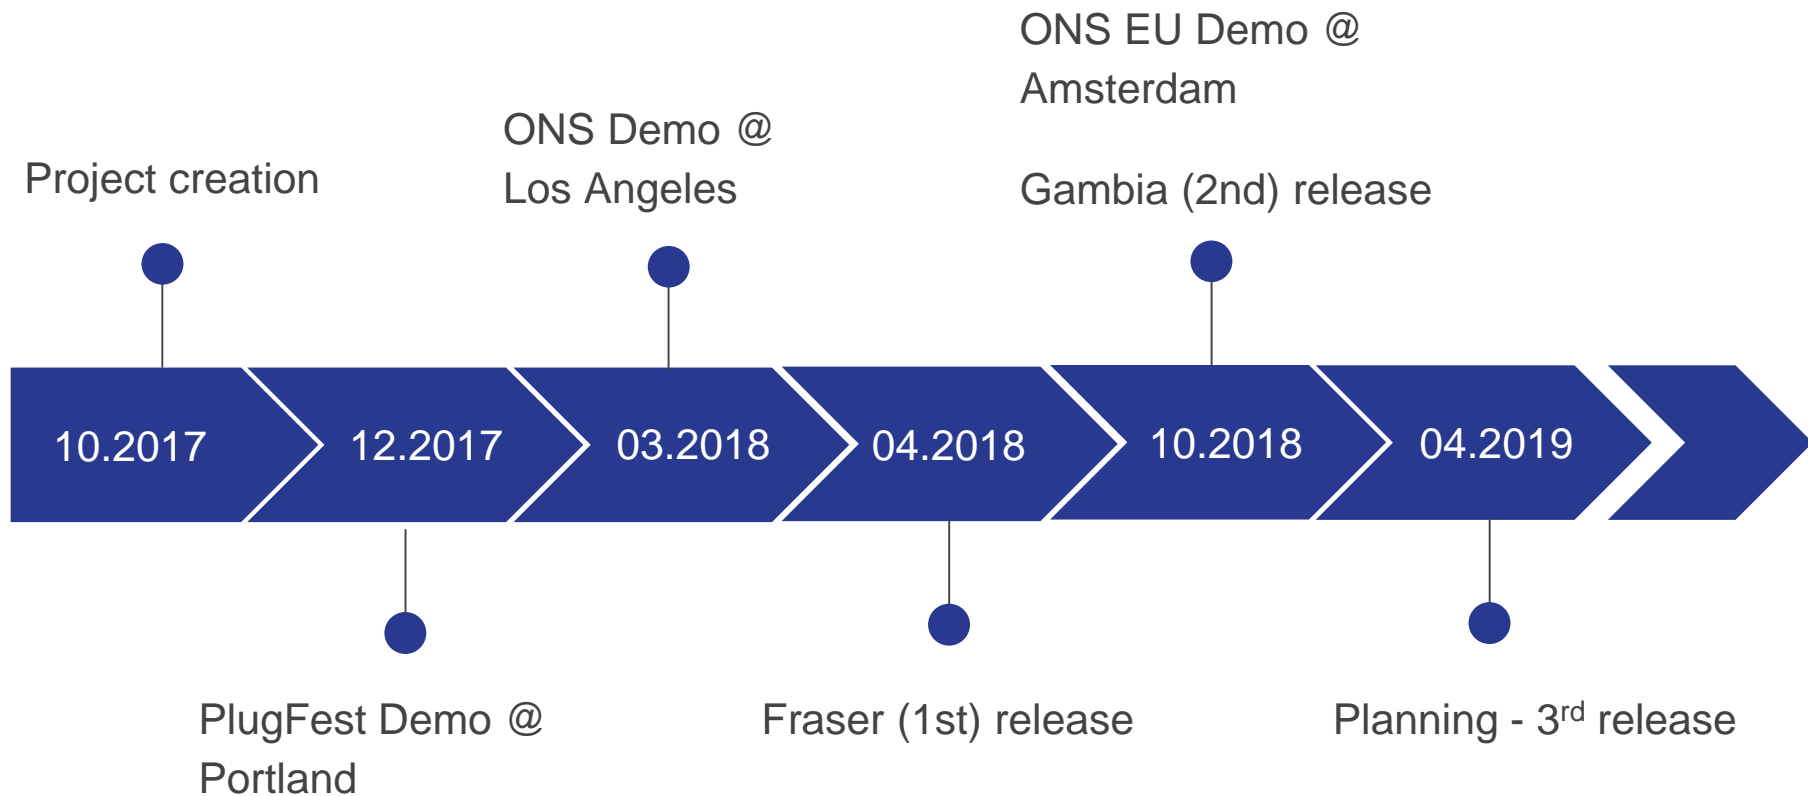 ONS EU Demo @
Amsterdam
ONS Demo @
Los Angeles
Project creation
Gambia (2nd) release
10.2017
12.2017
03.2018
04.2018
10.2018
04.2019
PlugFest Demo @
Portland
Fraser (1st) release
Planning - 3rd release